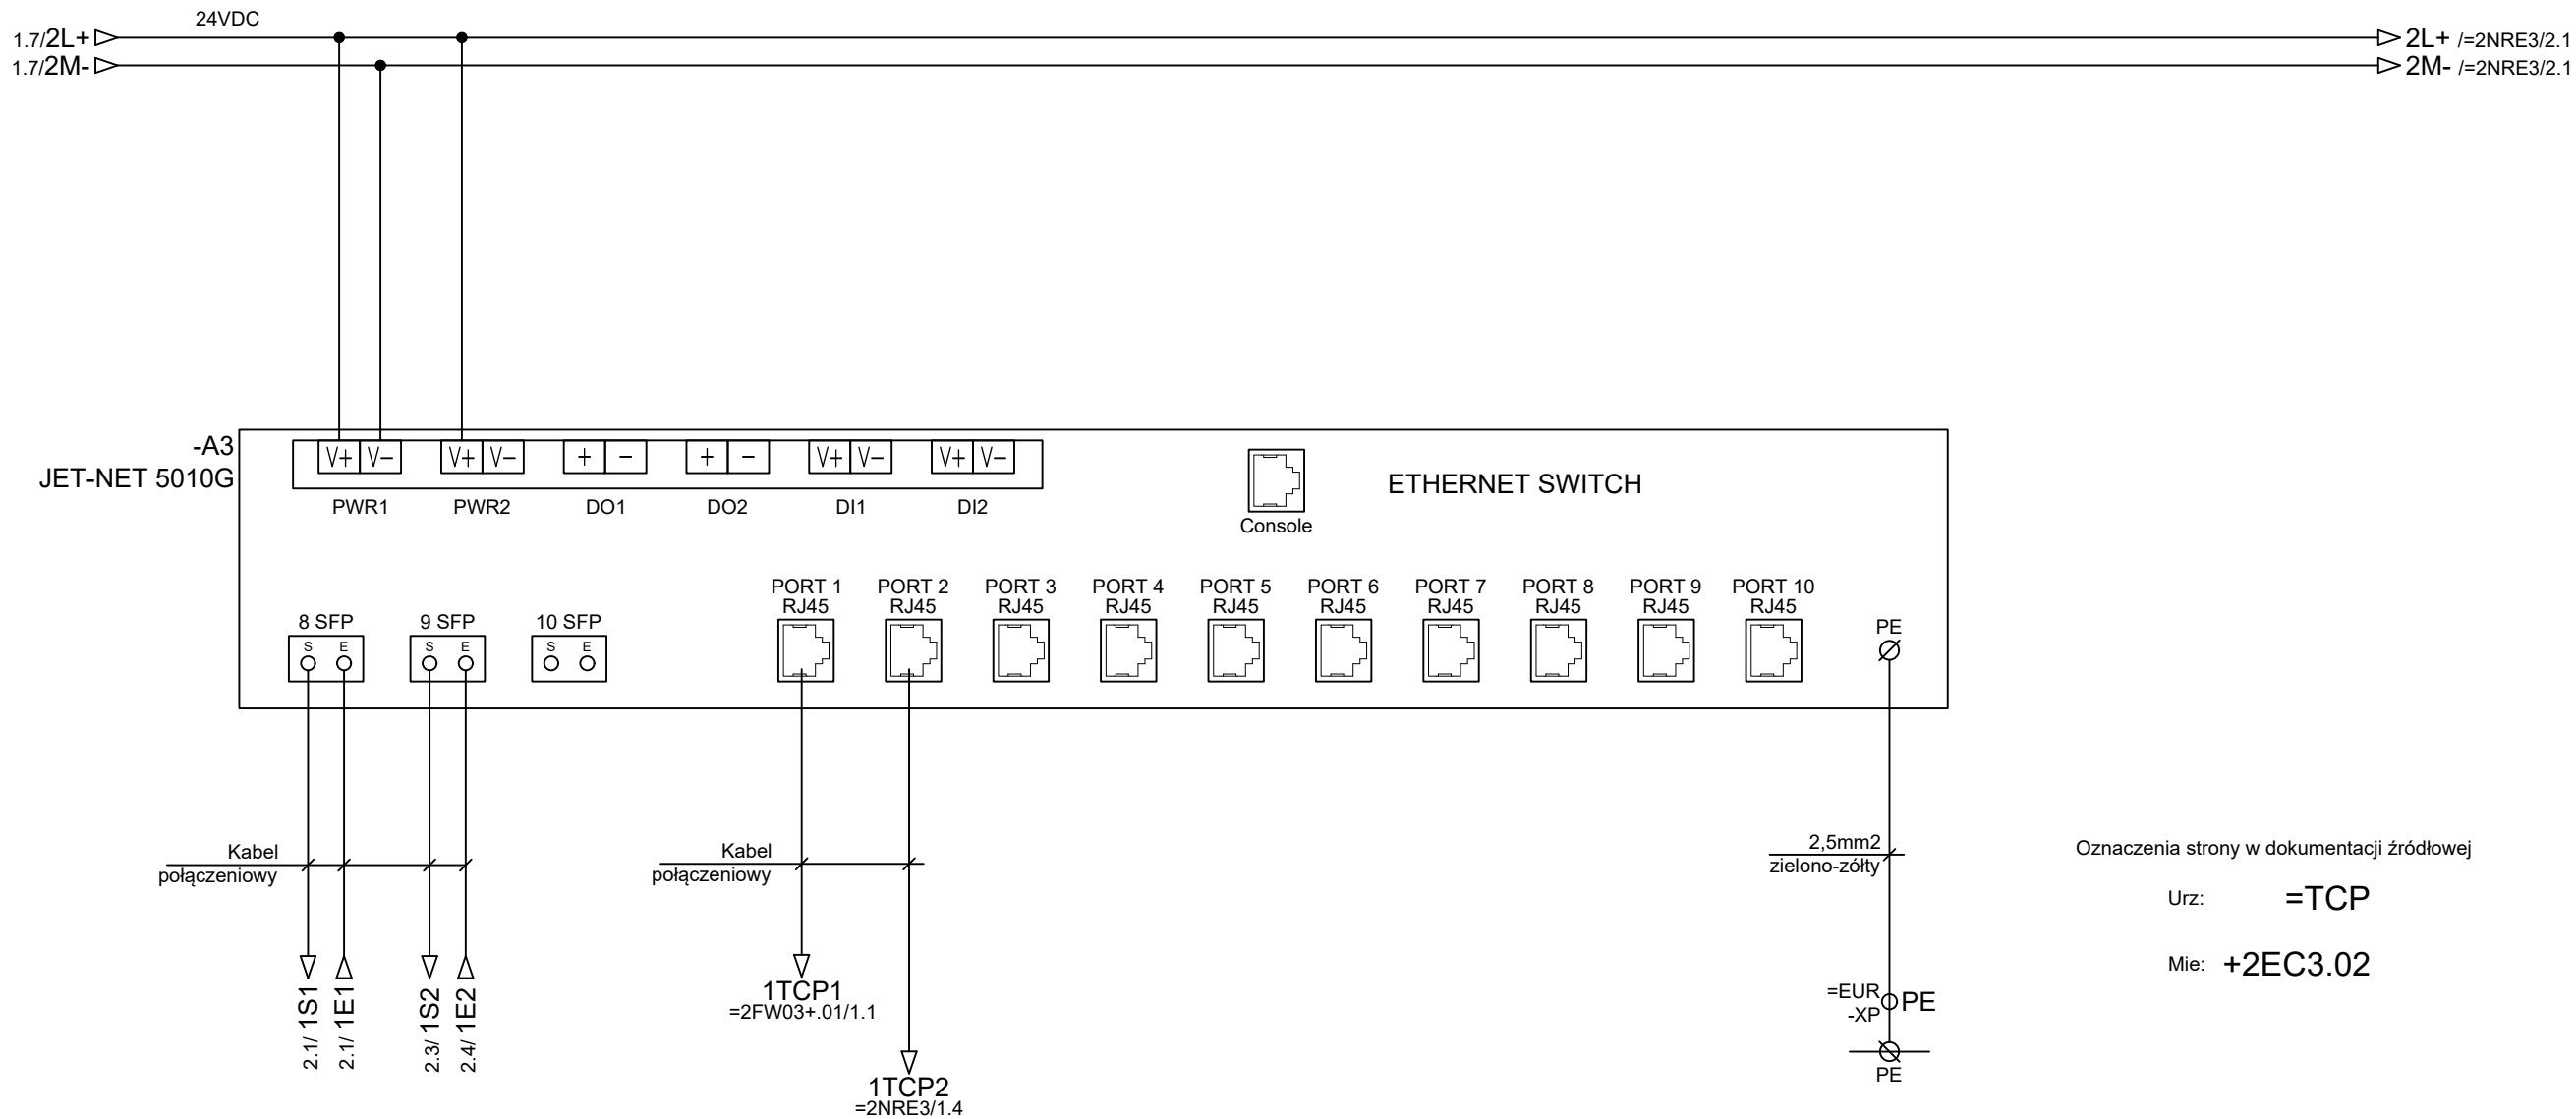 24VDC
1.7/2L+
2L+ /=2NRE3/2.1
1.7/2M-
2M- /=2NRE3/2.1
-A3
JET-NET 5010G
V+ V- V+ V- + - + - V+ V- V+ V-
PWR1 PWR2 DO1 DO2 DI1 DI2
Console
ETHERNET SWITCH
8 SFP 9 SFP 10 SFP
S E S E S E
PORT 1 PORT 2 PORT 3 PORT 4 PORT 5 PORT 6 PORT 7 PORT 8 PORT 9 PORT 10
RJ45 RJ45 RJ45 RJ45 RJ45 RJ45 RJ45 RJ45 RJ45 RJ45
PE
Kabel
połączeniowy
Kabel
połączeniowy
2,5mm2
zielono-zółty
Oznaczenia strony w dokumentacji źródłowej
Urz: =TCP
Mie: +2EC3.02
2.1/ 1S1
2.1/ 1E1
2.3/ 1S2
2.4/ 1E2
1TCP1
=2FW03+.01/1.1
1TCP2
=2NRE3/1.4
=EUR
-XP
PE
PE